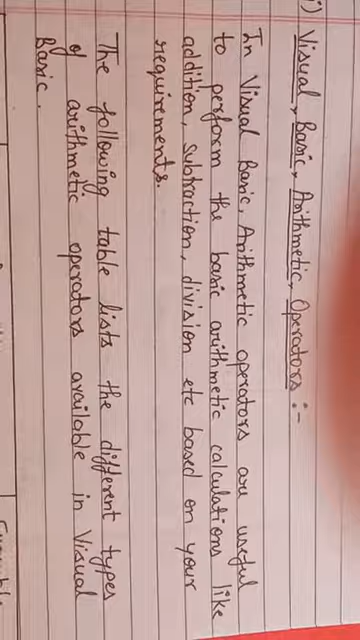 i) Visual, Basic, Arithmetic, Operators :-
In Visual Basic, Arithmetic operators are useful
to perform the basic arithmetic calculations like
addition, subtraction, division etc based on your
requirements.
The following table lists the different types
of arithmetic operators available in Visual
Basic.